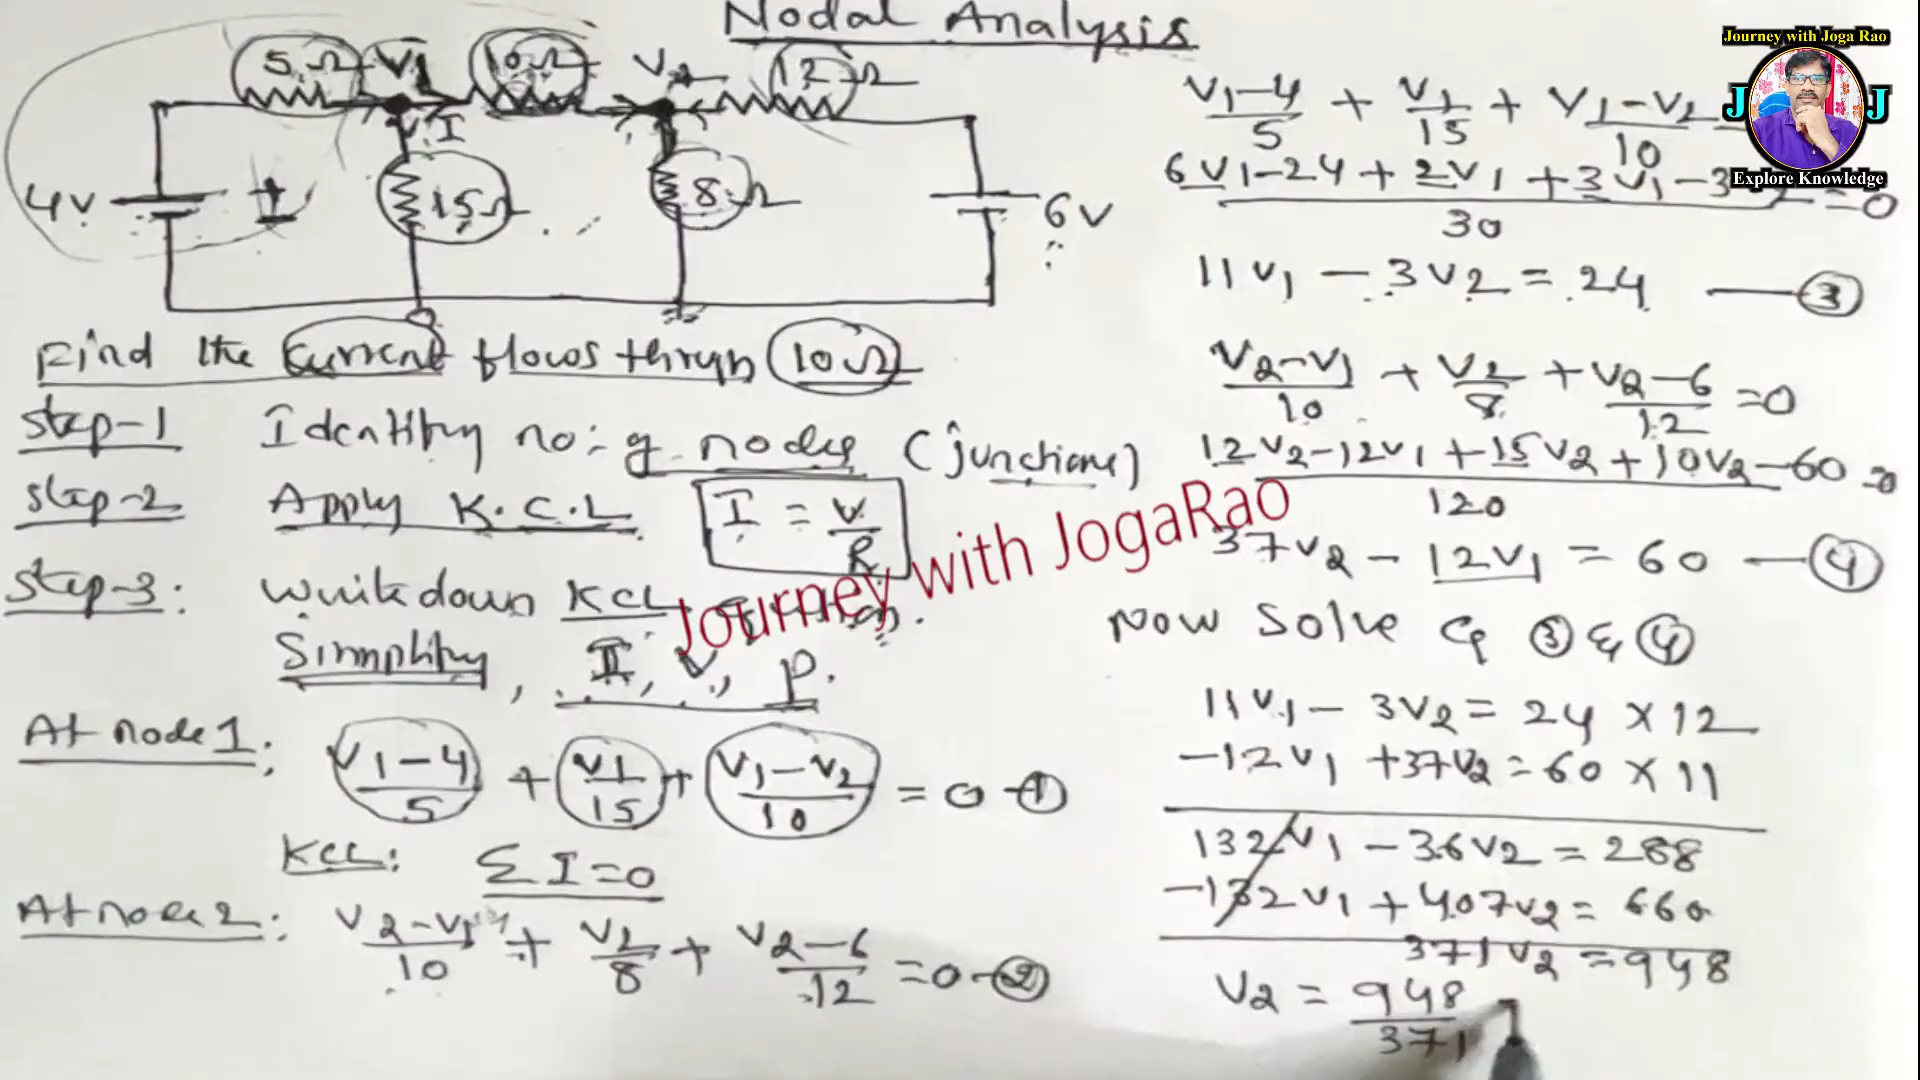 Nodal Analysis
5Ω V1 10Ω V2 12Ω
I
4v I 15Ω 8Ω 6v
Find the current flows 10Ω
Step-1 Identity no: of nodes (junctions)
Step-2 Apply K.C.L I = V/R
Step-3: down KCL
, I, V, P.
At node 1: V1-4/5 + V1/15 + V1-V2/10 = 0 -①
KCL: ΣI=0
At node 2: V2-V1/10 + V2/8 + V2-6/12 = 0 -②
V1-4/5 + V1/15 + V1-V2/10
6V1-24 + 2V1 + 3V1-3 =0
30
11V1 - 3V2 = 24 —③
V2-V1/10 + V2/8 + V2-6/12 =0
12V2-12V1+15V2+10V2-60 =0
120
37V2 - 12V1 = 60 —④
Now Solve Eq ③ & ④
11V1 - 3V2 = 24 ×12
-12V1 +37V2 = 60 ×11
132V1 - 36V2 = 288
-132V1 + 407V2 = 660
371V2 = 948
V2 = 948/371
Journey with JogaRao
Journey with Joga Rao
J J
Explore Knowledge